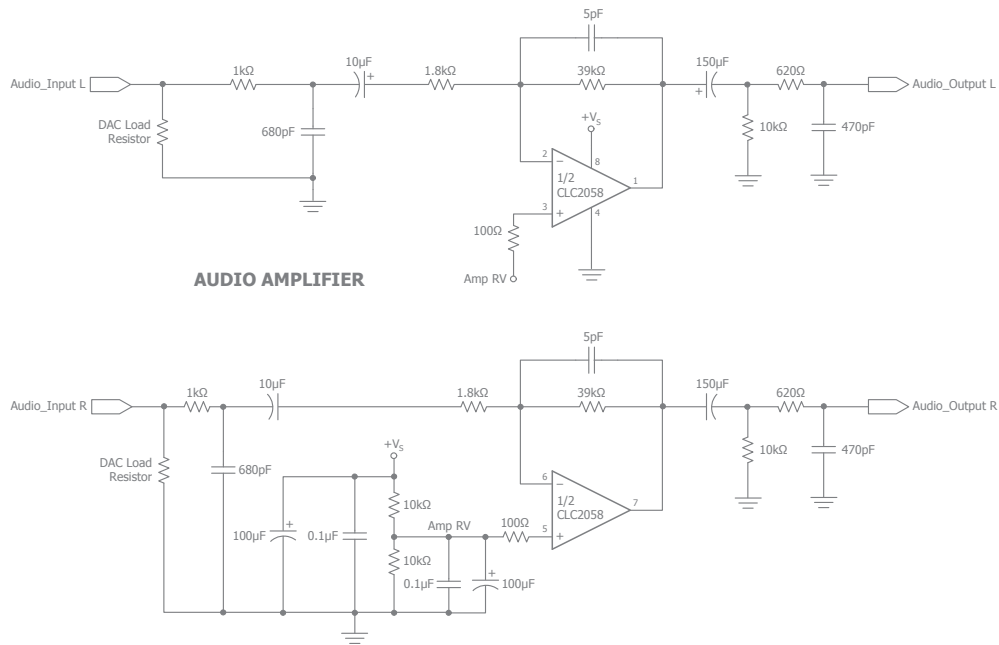 5pF
Audio_Input L
1kΩ
10µF
+
1.8kΩ
39kΩ
150µF
+
620Ω
Audio_Output L
DAC Load
Resistor
680pF
+Vs
10kΩ
470pF
2
−
8
1/2
CLC2058
1
3
+
4
100Ω
Amp RV
AUDIO AMPLIFIER
5pF
Audio_Input R
1kΩ
10µF
1.8kΩ
39kΩ
150µF
620Ω
Audio_Output R
DAC Load
Resistor
680pF
+Vs
10kΩ
470pF
6
−
1/2
CLC2058
7
10kΩ
Amp RV
100Ω
5
+
100µF
+
0.1µF
10kΩ
0.1µF
+
100µF